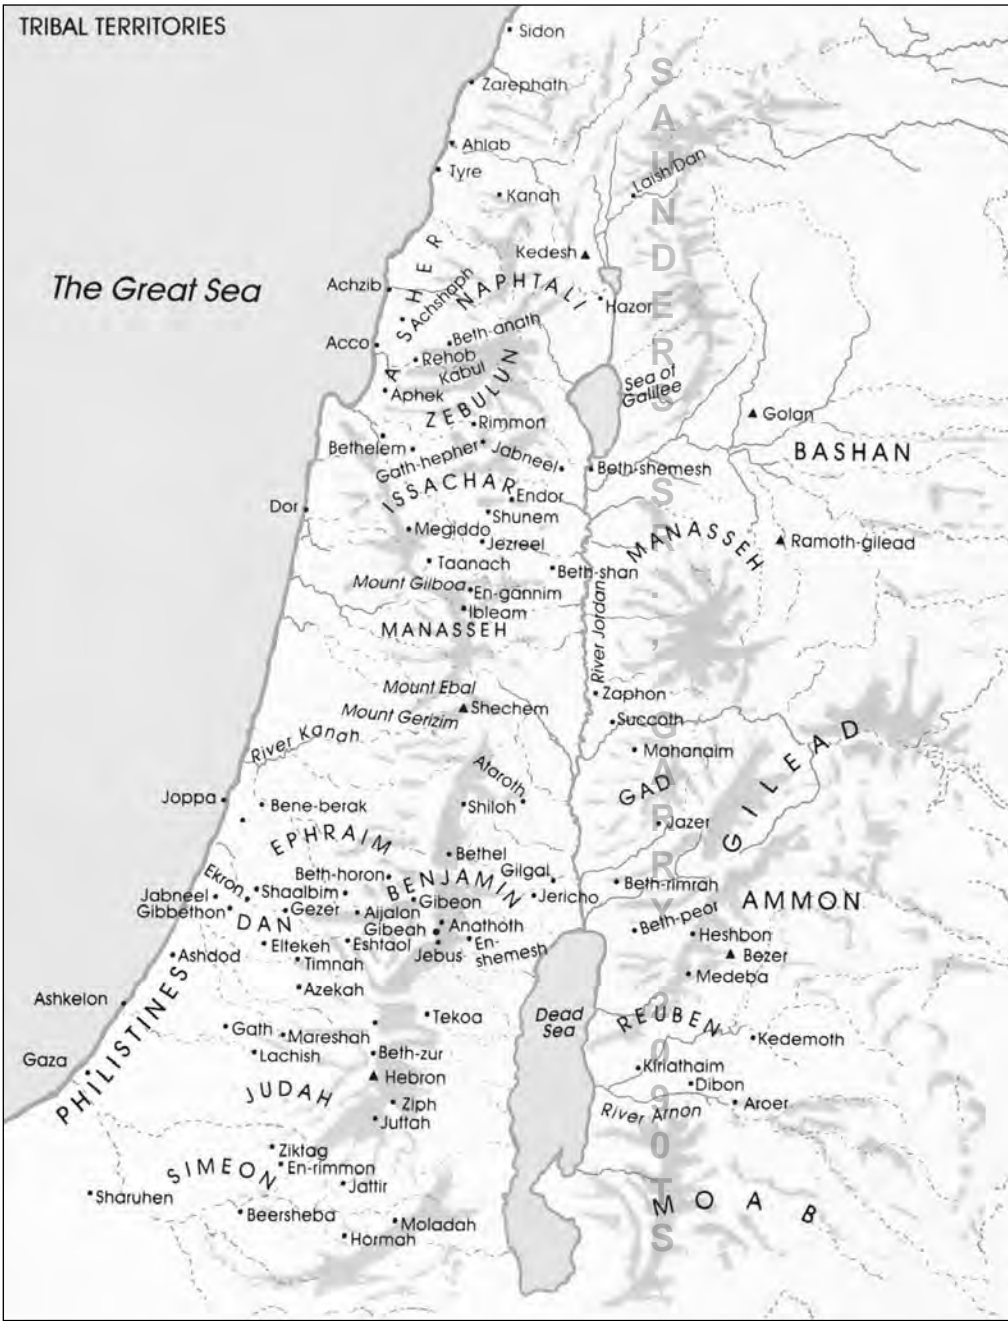 TRIBAL TERRITORIES
Sidon
Zarephath
Ahlab
Tyre
Kanah
Laish/Dan
Kedesh
The Great Sea
ASHER
NAPHTALI
Achzib
Achshaph
Hazor
Acco
Beth-anath
Rehob
Kabul
Sea of
Galilee
Aphek
ZEBULUN
Rimmon
Golan
BASHAN
Bethelem
Gath-hepher
Jabneel
Beth-shemesh
ISSACHAR
Endor
Dor
Shunem
Megiddo
Jezreel
MANASSEH
Ramoth-gilead
Taanach
Beth-shan
Mount Gilboa
En-gannim
Ibleam
MANASSEH
River Jordan
Mount Ebal
Zaphon
Shechem
Mount Gerizim
Succoth
River Kanah
Mahanaim
GILEAD
Ataroth
GAD
Joppa
Bene-berak
Shiloh
Jazer
EPHRAIM
Bethel
Beth-horon
Gilgal
Beth-rimrah
Ekron
Shaalbim
BENJAMIN
Jericho
Jabneel
Gibeon
AMMON
Gibbethon
Gezer
Aijalon
Beth-peor
DAN
Gibeah
Anathoth
Heshbon
Eltekeh
Eshtaol
Jebus
En-
shemesh
Bezer
Ashdod
Timnah
Medeba
Azekah
Ashkelon
PHILISTINES
Tekoa
Dead
Sea
REUBEN
Gath
Mareshah
Kedemoth
Lachish
Beth-zur
Gaza
Kiriathaim
Hebron
Dibon
JUDAH
Ziph
River Arnon
Aroer
Juttah
Ziktag
SIMEON
En-rimmon
Jattir
Sharuhen
MOAB
Beersheba
Moladah
Hormah
SAUNDERS, GARRY 9090TS